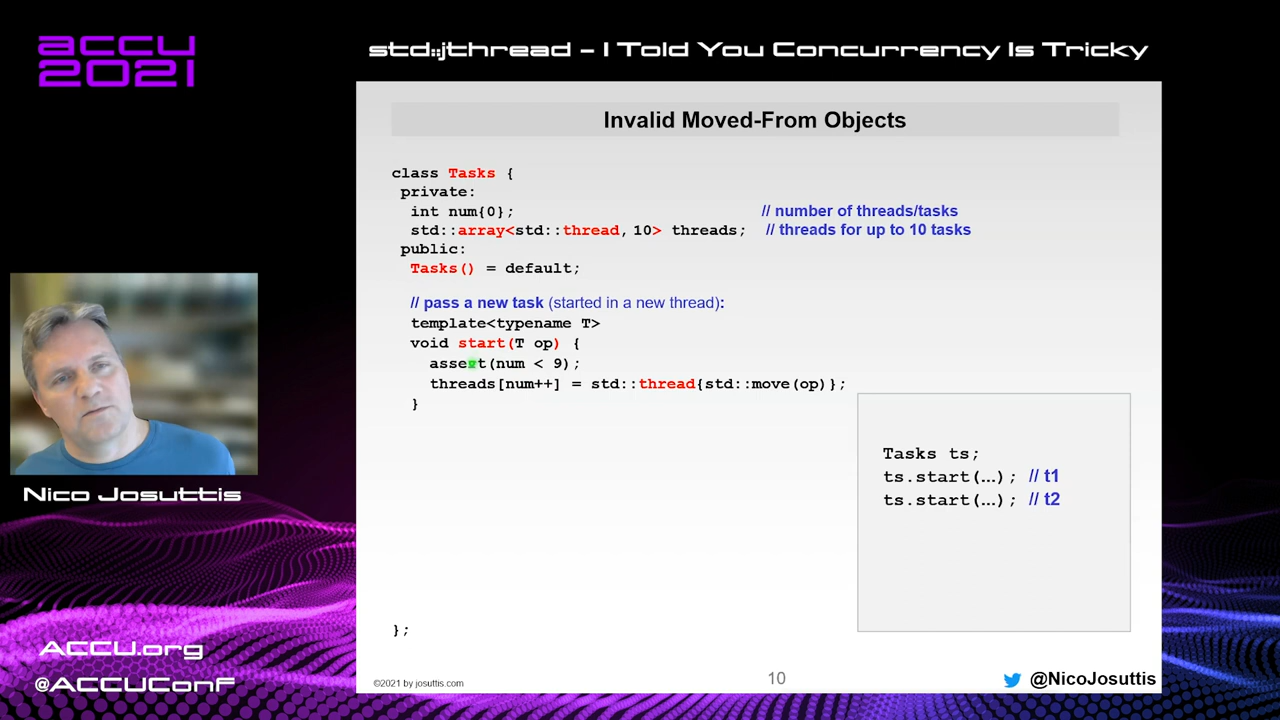 accu
2021
std::jthread – I Told You Concurrency Is Tricky
Invalid Moved-From Objects
class Tasks {
private:
int num{0}; // number of threads/tasks
std::array<std::thread, 10> threads; // threads for up to 10 tasks
public:
Tasks() = default;
// pass a new task (started in a new thread):
template<typename T>
void start(T op) {
assert(num < 9);
threads[num++] = std::thread{std::move(op)};
}
Tasks ts;
ts.start(…); // t1
ts.start(…); // t2
};
Nico Josuttis
ACCU.org
@ACCUConf
©2021 by josuttis.com
10
@NicoJosuttis